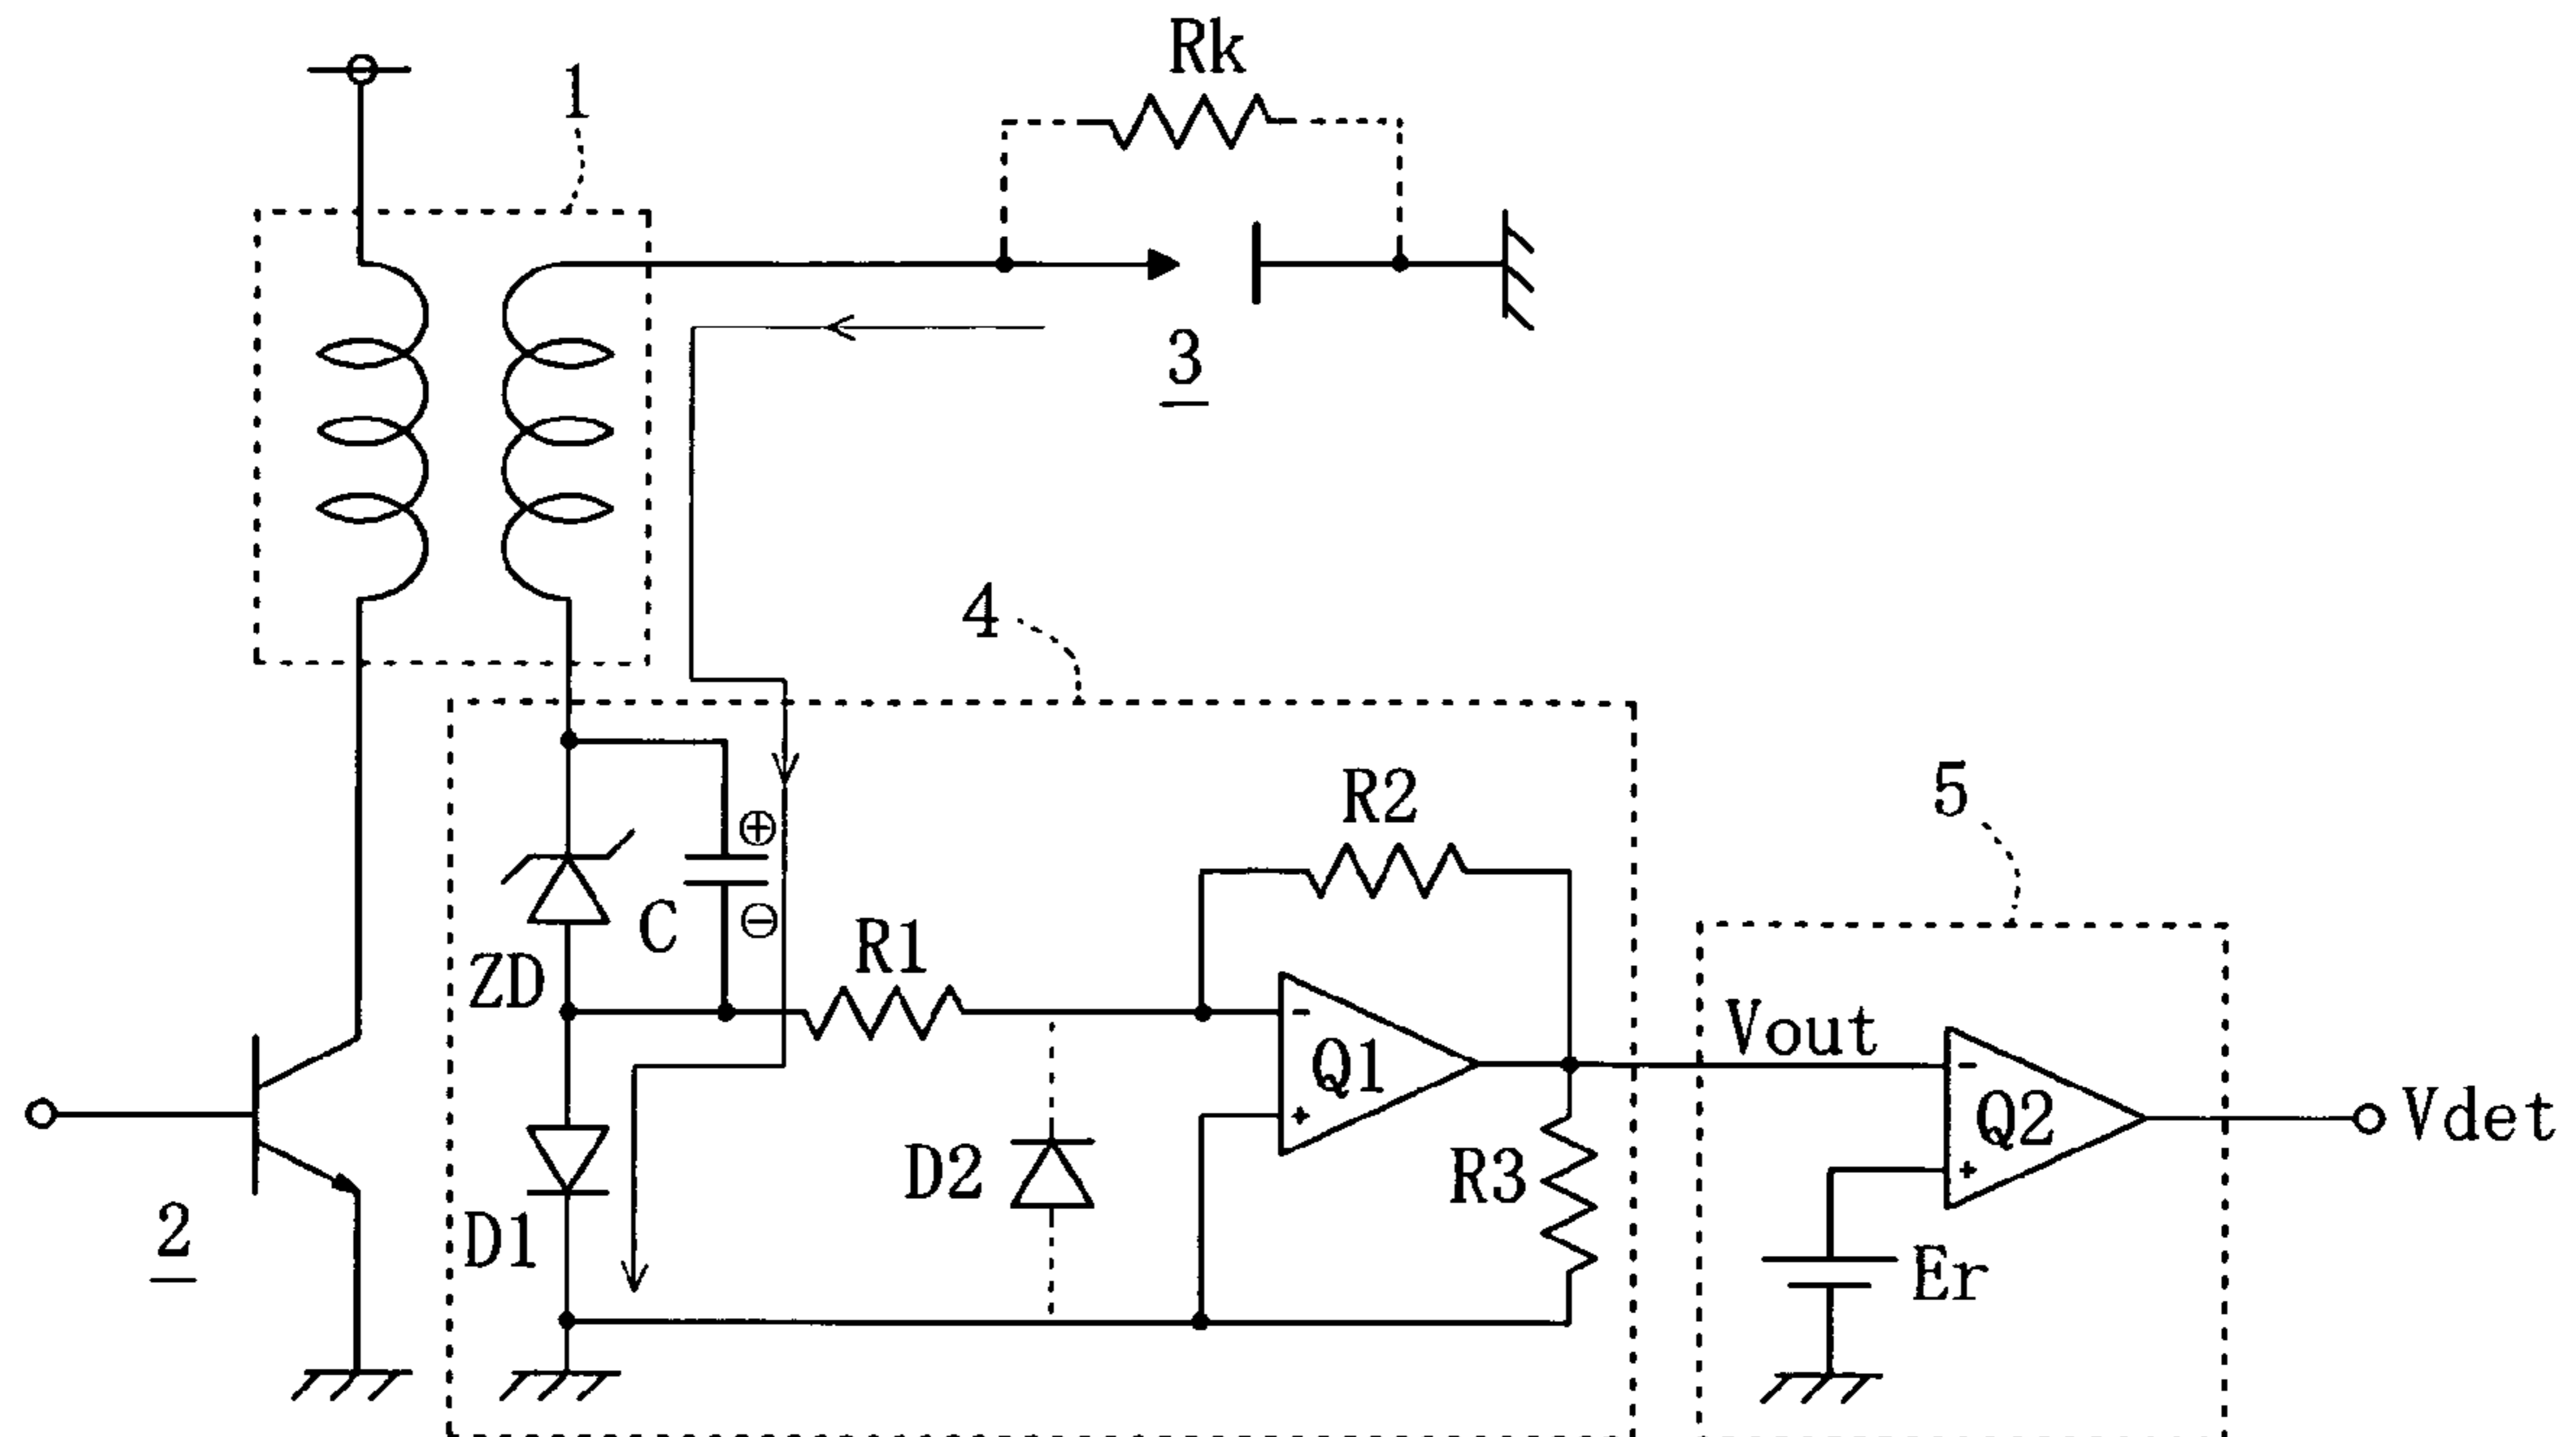 Rk
1
3
4
R2
5
⊕
C
⊖
R1
ZD
-
Q1
+
Vout
-
Q2
+
Vdet
D2
R3
2
D1
Er